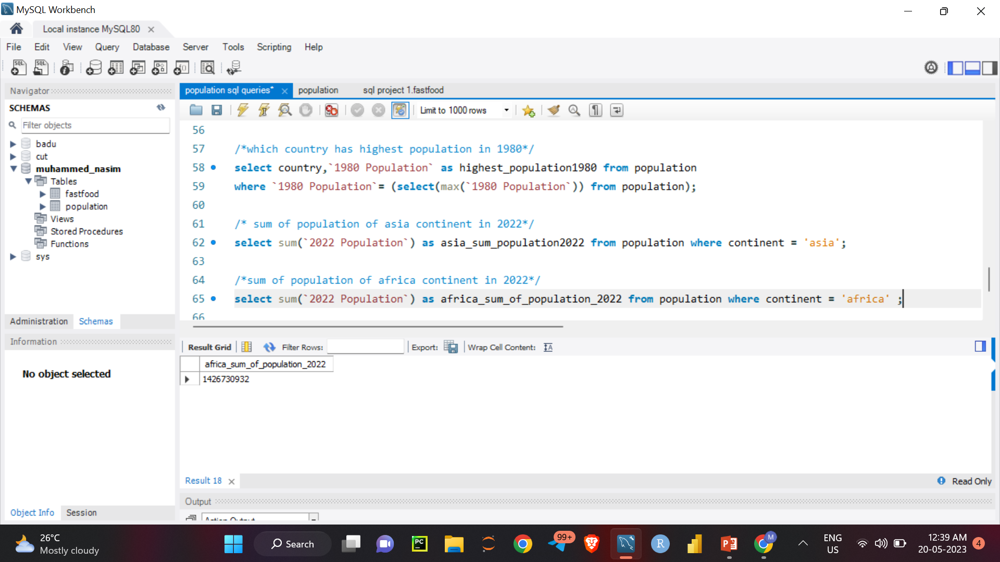 MySQL Workbench
Local instance MySQL80
File Edit View Query Database Server Tools Scripting Help
SQL SQL
Navigator
SCHEMAS
Filter objects
badu
cut
muhammed_nasim
Tables
fastfood
population
Views
Stored Procedures
Functions
sys
Administration Schemas
Information
No object selected
Object Info Session
population sql queries* population sql project 1.fastfood
Limit to 1000 rows
56
57 /*which country has highest population in 1980*/
58 select country,`1980 Population` as highest_population1980 from population
59 where `1980 Population`= (select(max(`1980 Population`)) from population);
60
61 /* sum of population of asia continent in 2022*/
62 select sum(`2022 Population`) as asia_sum_population2022 from population where continent = 'asia';
63
64 /*sum of population of africa continent in 2022*/
65 select sum(`2022 Population`) as africa_sum_of_population_2022 from population where continent = 'africa' ;
66
Result Grid Filter Rows: Export: Wrap Cell Content:
africa_sum_of_population_2022
1426730932
Result 18 Read Only
Output
Action Output
26°C
Mostly cloudy
Search
PC
99+
R
P
M
ENG
US
12:39 AM
20-05-2023
4